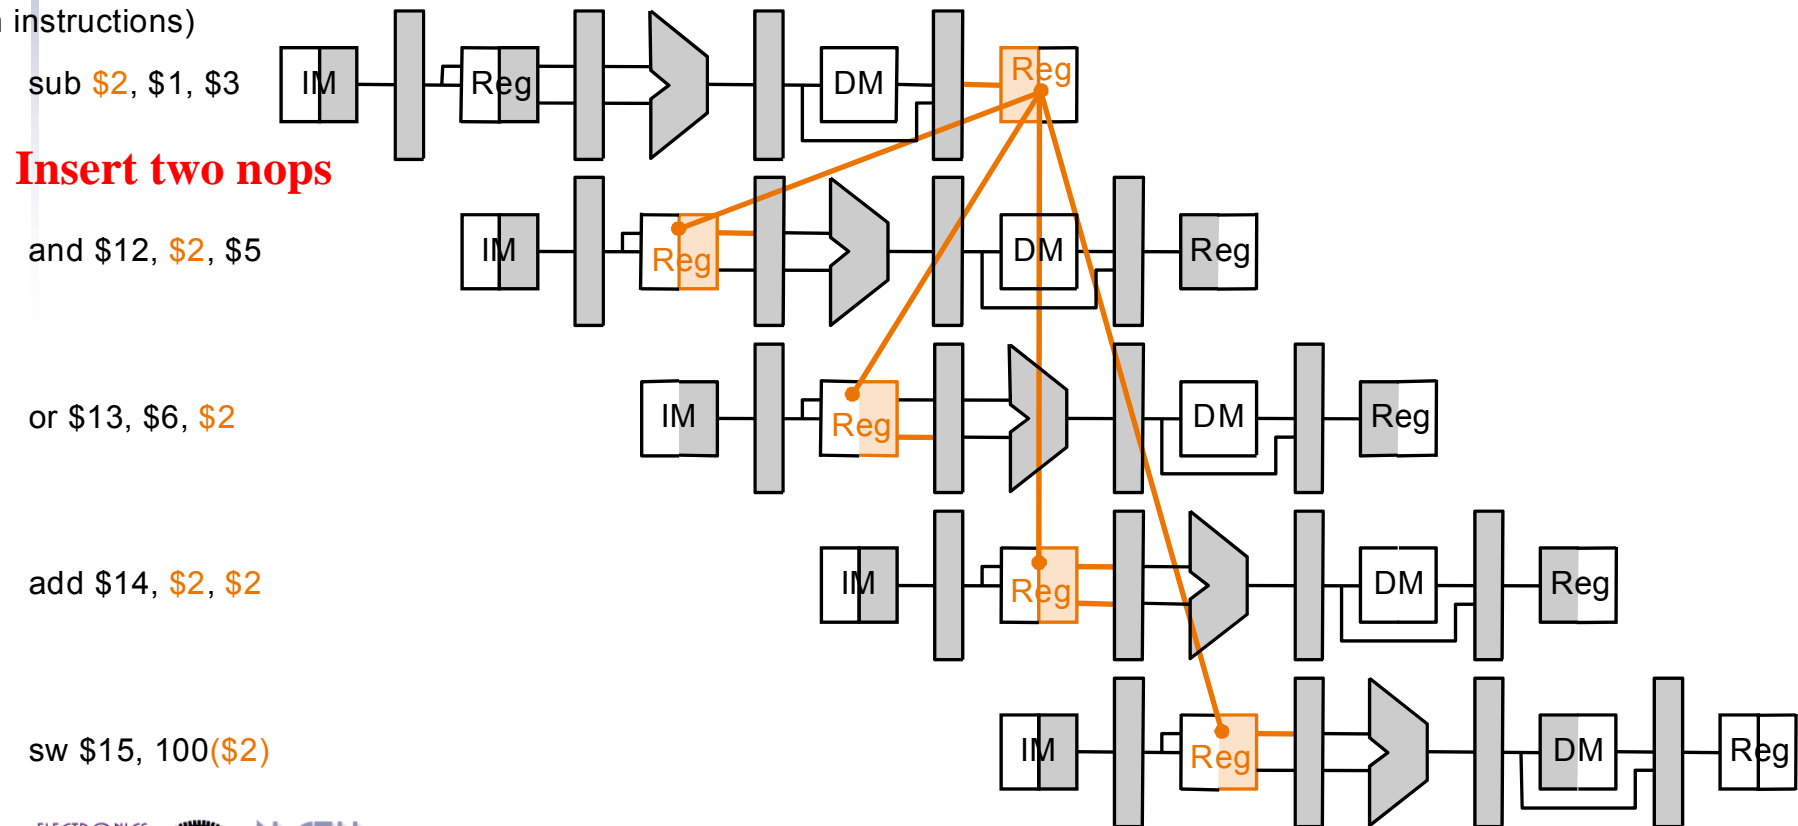 instructions)
sub $2, $1, $3 IM Reg DM Reg
Insert two nops
and $12, $2, $5 IM Reg DM Reg
or $13, $6, $2 IM Reg DM Reg
add $14, $2, $2 IM Reg DM Reg
sw $15, 100($2) IM Reg DM Reg